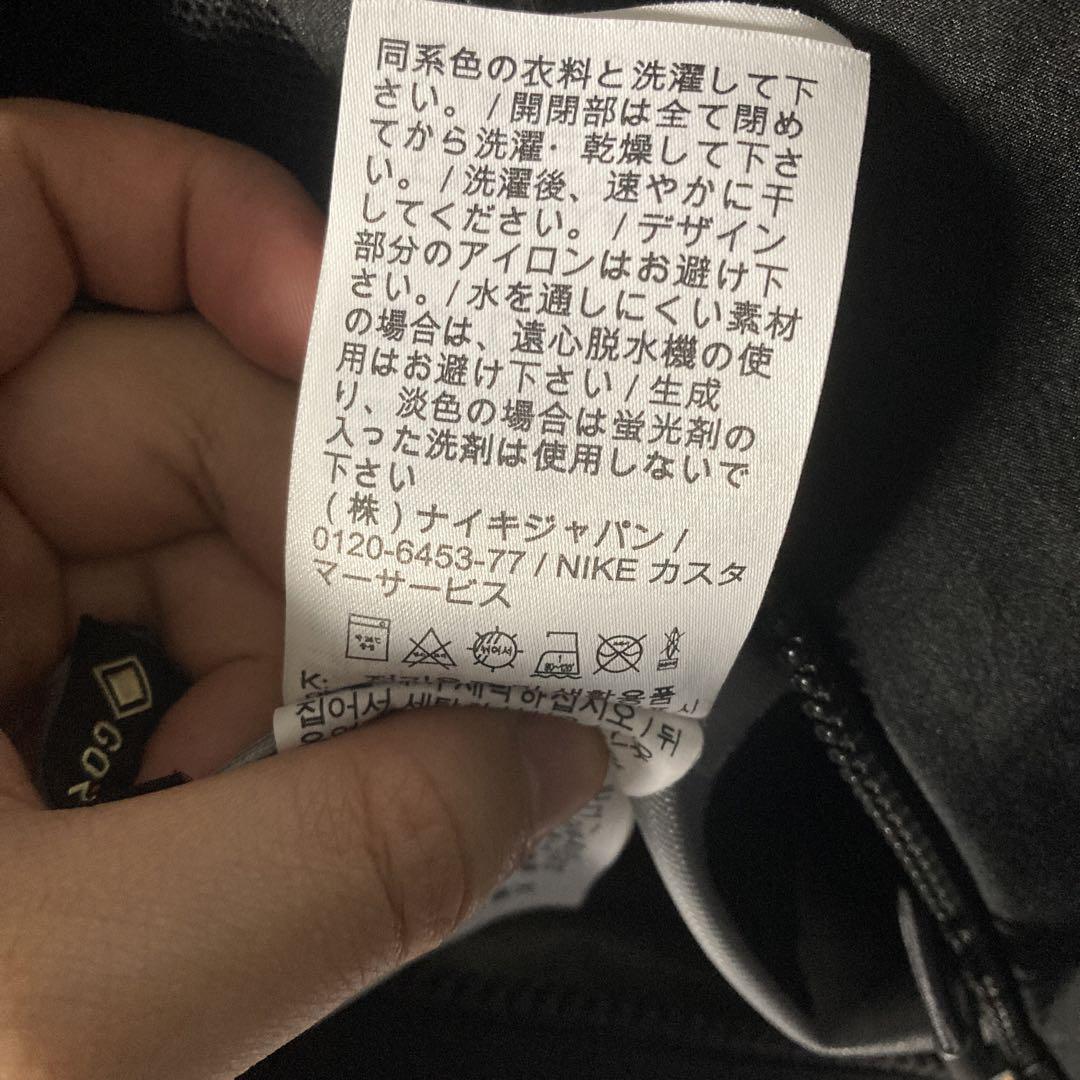 同系色の衣料と洗濯して下
さい。/開閉部は全て閉め
てから洗濯・乾燥して下さ
い。/洗濯後、速やかに干
してください。/デザイン
部分のアイロンはお避け下
さい。/水を通しにくい素材
の場合は、遠心脱水機の使
用はお避け下さい/生成
り、淡色の場合は蛍光剤の
入った洗剤は使用しないで
下さい
(株)ナイキジャパン/
0120-6453-77/NIKE カスタ
マーサービス
집어서 세탁
뒤
GO